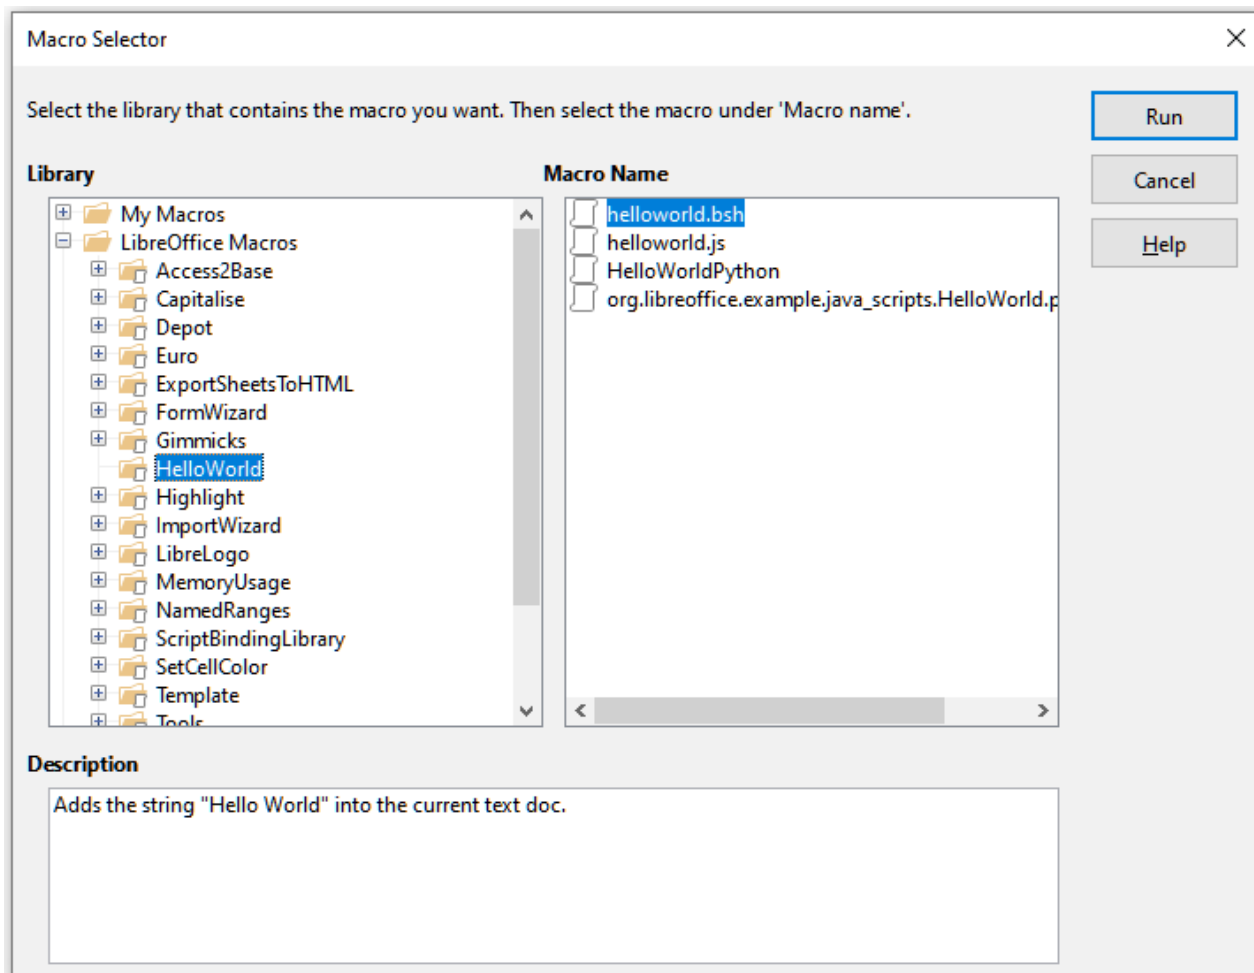 Macro Selector
Select the library that contains the macro you want. Then select the macro under 'Macro name'.
Run
Cancel
Help
Library
My Macros
LibreOffice Macros
Access2Base
Capitalise
Depot
Euro
ExportSheetsToHTML
FormWizard
Gimmicks
HelloWorld
Highlight
ImportWizard
LibreLogo
MemoryUsage
NamedRanges
ScriptBindingLibrary
SetCellColor
Template
Tools
Macro Name
helloworld.bsh
helloworld.js
HelloWorldPython
org.libreoffice.example.java_scripts.HelloWorld.p
Description
Adds the string "Hello World" into the current text doc.